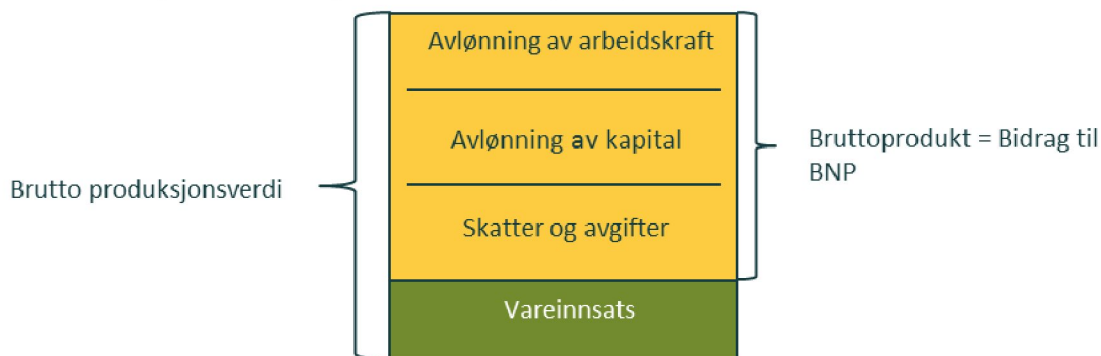 Brutto produksjonsverdi
Avlønning av arbeidskraft
Avlønning av kapital
Skatter og avgifter
Vareinnsats
Bruttoprodukt = Bidrag til
BNP